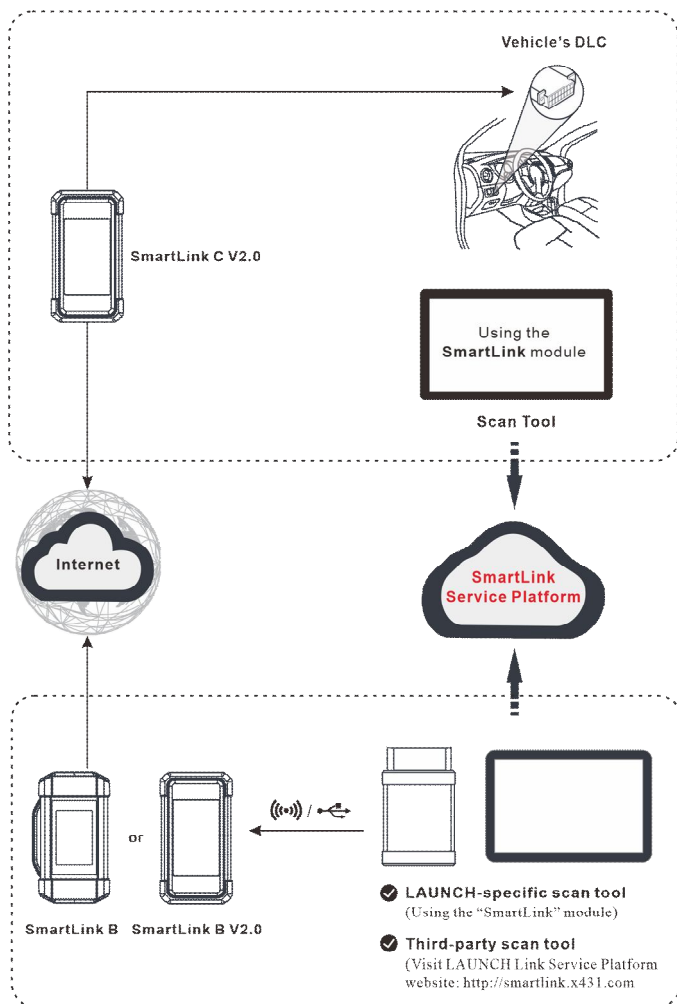 Vehicle's DLC
SmartLink C V2.0
Using the
SmartLink module
Scan Tool
Internet
SmartLink
Service Platform
or
/
SmartLink B
SmartLink B V2.0
LAUNCH-specific scan tool
(Using the “SmartLink” module)
Third-party scan tool
(Visit LAUNCH Link Service Platform
website: http://smartlink.x431.com